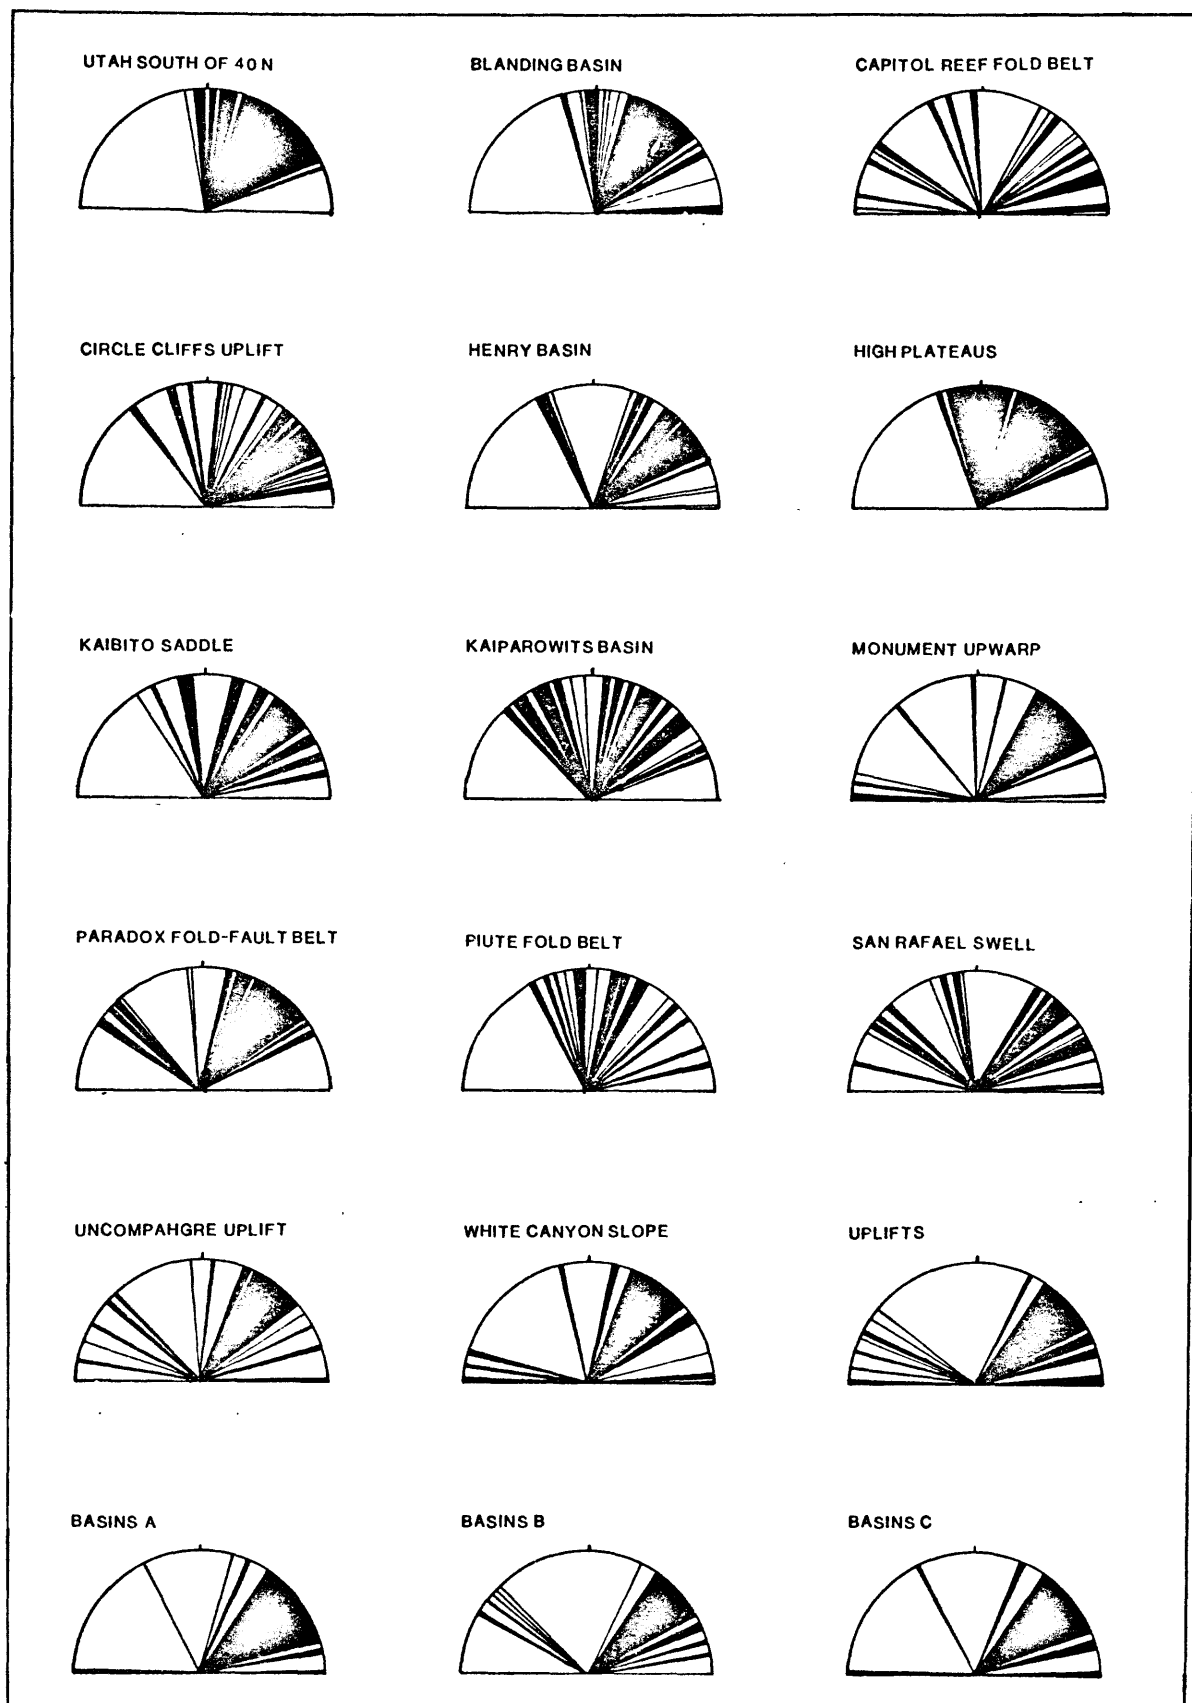 UTAH SOUTH OF 40 N
BLANDING BASIN
CAPITOL REEF FOLD BELT
CIRCLE CLIFFS UPLIFT
HENRY BASIN
HIGH PLATEAUS
KAIBITO SADDLE
KAIPAROWITS BASIN
MONUMENT UPWARP
PARADOX FOLD-FAULT BELT
PIUTE FOLD BELT
SAN RAFAEL SWELL
UNCOMPAHGRE UPLIFT
WHITE CANYON SLOPE
UPLIFTS
BASINS A
BASINS B
BASINS C